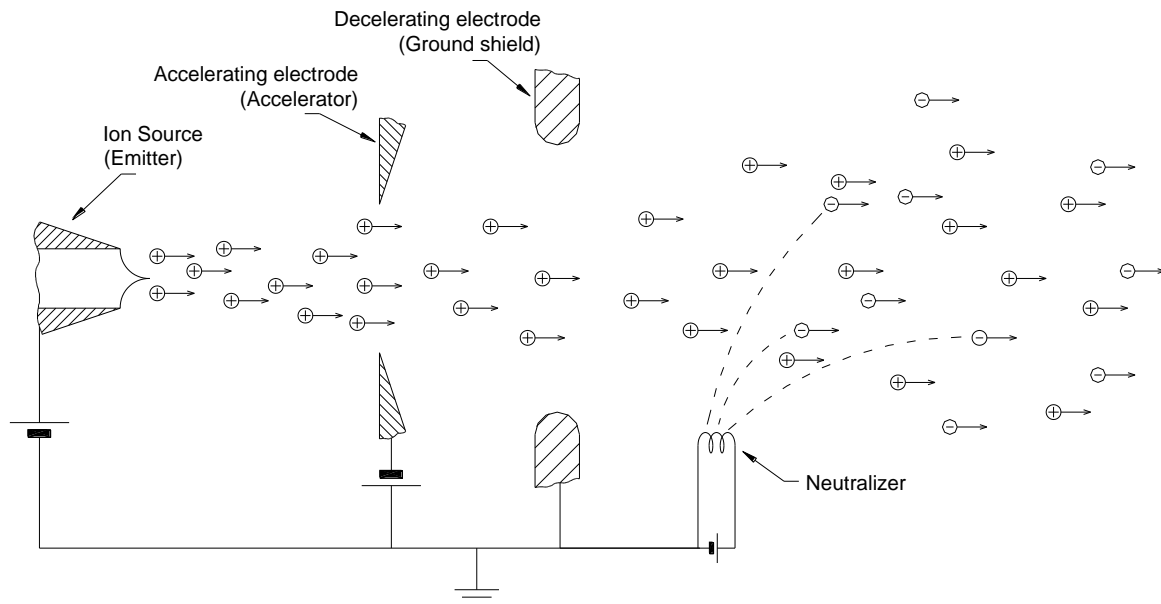 Decelerating electrode
(Ground shield)
Accelerating electrode
(Accelerator)
Ion Source
(Emitter)
Neutralizer